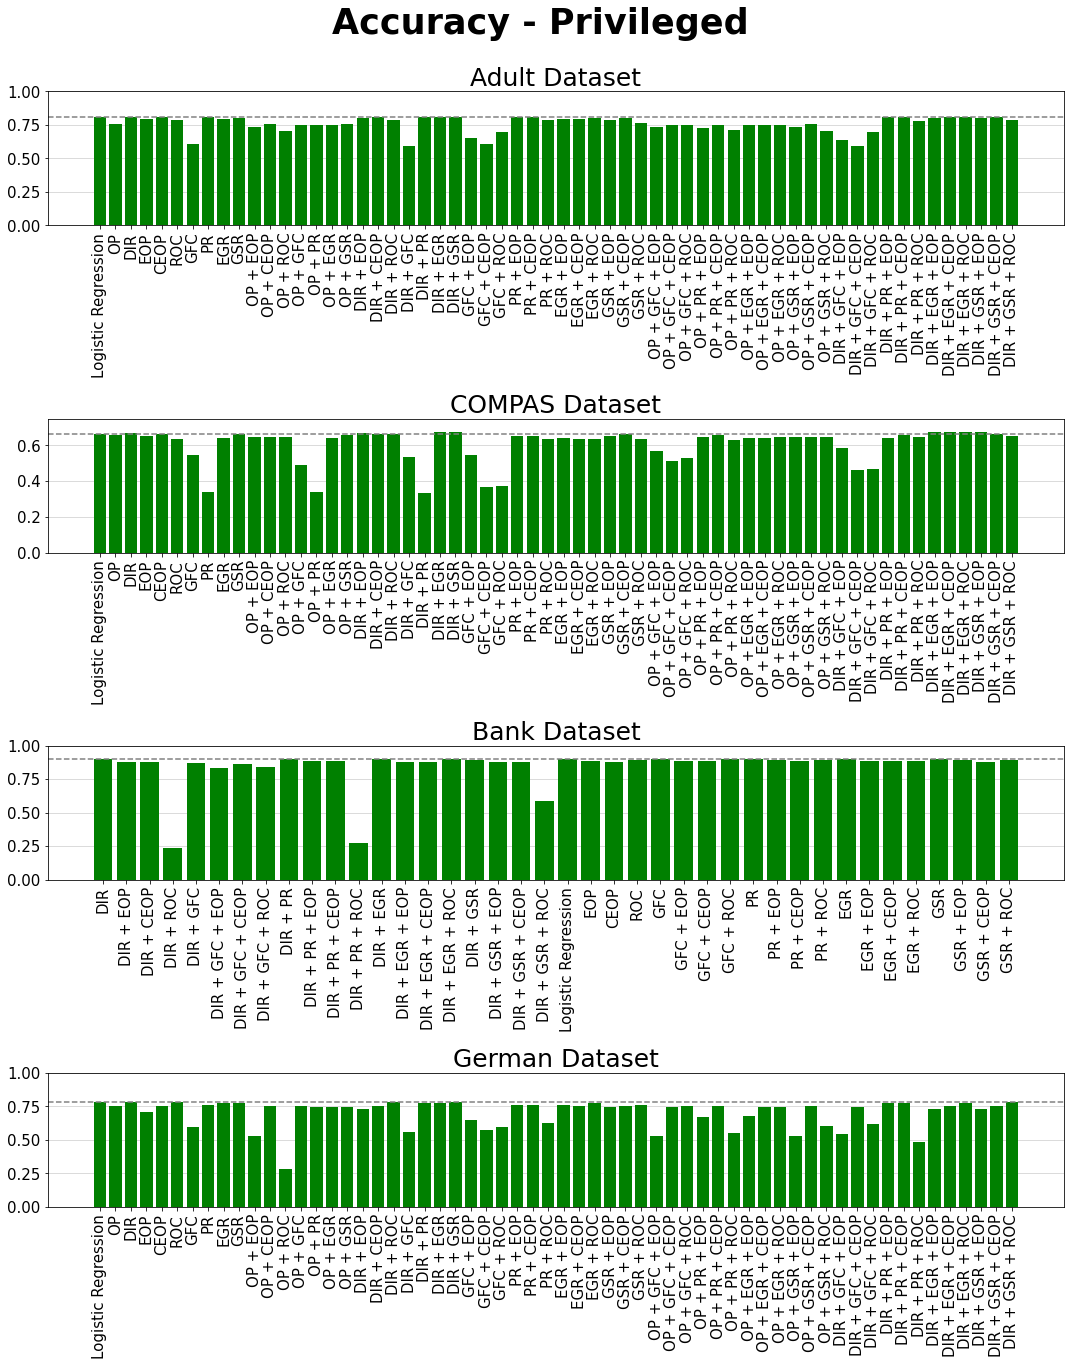 Accuracy - Privileged
Adult Dataset
1.00
0.75
0.50
0.25
0.00
Logistic Regression
OP
DIR
EOP
CEOP
ROC
GFC
PR
EGR
GSR
OP + EOP
OP + CEOP
OP + ROC
OP + GFC
OP + PR
OP + EGR
OP + GSR
DIR + EOP
DIR + CEOP
DIR + ROC
DIR + GFC
DIR + PR
DIR + EGR
DIR + GSR
GFC + EOP
GFC + CEOP
GFC + ROC
PR + EOP
PR + CEOP
PR + ROC
EGR + EOP
EGR + CEOP
EGR + ROC
GSR + EOP
GSR + CEOP
GSR + ROC
OP + GFC + EOP
OP + GFC + CEOP
OP + GFC + ROC
OP + PR + EOP
OP + PR + CEOP
OP + PR + ROC
OP + EGR + EOP
OP + EGR + CEOP
OP + EGR + ROC
OP + GSR + EOP
OP + GSR + CEOP
OP + GSR + ROC
DIR + GFC + EOP
DIR + GFC + CEOP
DIR + GFC + ROC
DIR + PR + EOP
DIR + PR + CEOP
DIR + PR + ROC
DIR + EGR + EOP
DIR + EGR + CEOP
DIR + EGR + ROC
DIR + GSR + EOP
DIR + GSR + CEOP
DIR + GSR + ROC
COMPAS Dataset
0.6
0.4
0.2
0.0
Logistic Regression
OP
DIR
EOP
CEOP
ROC
GFC
PR
EGR
GSR
OP + EOP
OP + CEOP
OP + ROC
OP + GFC
OP + PR
OP + EGR
OP + GSR
DIR + EOP
DIR + CEOP
DIR + ROC
DIR + GFC
DIR + PR
DIR + EGR
DIR + GSR
GFC + EOP
GFC + CEOP
GFC + ROC
PR + EOP
PR + CEOP
PR + ROC
EGR + EOP
EGR + CEOP
EGR + ROC
GSR + EOP
GSR + CEOP
GSR + ROC
OP + GFC + EOP
OP + GFC + CEOP
OP + GFC + ROC
OP + PR + EOP
OP + PR + CEOP
OP + PR + ROC
OP + EGR + EOP
OP + EGR + CEOP
OP + EGR + ROC
OP + GSR + EOP
OP + GSR + CEOP
OP + GSR + ROC
DIR + GFC + EOP
DIR + GFC + CEOP
DIR + GFC + ROC
DIR + PR + EOP
DIR + PR + CEOP
DIR + PR + ROC
DIR + EGR + EOP
DIR + EGR + CEOP
DIR + EGR + ROC
DIR + GSR + EOP
DIR + GSR + CEOP
DIR + GSR + ROC
Bank Dataset
1.00
0.75
0.50
0.25
0.00
DIR
DIR + EOP
DIR + CEOP
DIR + ROC
DIR + GFC
DIR + GFC + EOP
DIR + GFC + CEOP
DIR + GFC + ROC
DIR + PR
DIR + PR + EOP
DIR + PR + CEOP
DIR + PR + ROC
DIR + EGR
DIR + EGR + EOP
DIR + EGR + CEOP
DIR + EGR + ROC
DIR + GSR
DIR + GSR + EOP
DIR + GSR + CEOP
DIR + GSR + ROC
Logistic Regression
EOP
CEOP
ROC
GFC
GFC + EOP
GFC + CEOP
GFC + ROC
PR
PR + EOP
PR + CEOP
PR + ROC
EGR
EGR + EOP
EGR + CEOP
EGR + ROC
GSR
GSR + EOP
GSR + CEOP
GSR + ROC
German Dataset
1.00
0.75
0.50
0.25
0.00
Logistic Regression
OP
DIR
EOP
CEOP
ROC
GFC
PR
EGR
GSR
OP + EOP
OP + CEOP
OP + ROC
OP + GFC
OP + PR
OP + EGR
OP + GSR
DIR + EOP
DIR + CEOP
DIR + ROC
DIR + GFC
DIR + PR
DIR + EGR
DIR + GSR
GFC + EOP
GFC + CEOP
GFC + ROC
PR + EOP
PR + CEOP
PR + ROC
EGR + EOP
EGR + CEOP
EGR + ROC
GSR + EOP
GSR + CEOP
GSR + ROC
OP + GFC + EOP
OP + GFC + CEOP
OP + GFC + ROC
OP + PR + EOP
OP + PR + CEOP
OP + PR + ROC
OP + EGR + EOP
OP + EGR + CEOP
OP + EGR + ROC
OP + GSR + EOP
OP + GSR + CEOP
OP + GSR + ROC
DIR + GFC + EOP
DIR + GFC + CEOP
DIR + GFC + ROC
DIR + PR + EOP
DIR + PR + CEOP
DIR + PR + ROC
DIR + EGR + EOP
DIR + EGR + CEOP
DIR + EGR + ROC
DIR + GSR + EOP
DIR + GSR + CEOP
DIR + GSR + ROC